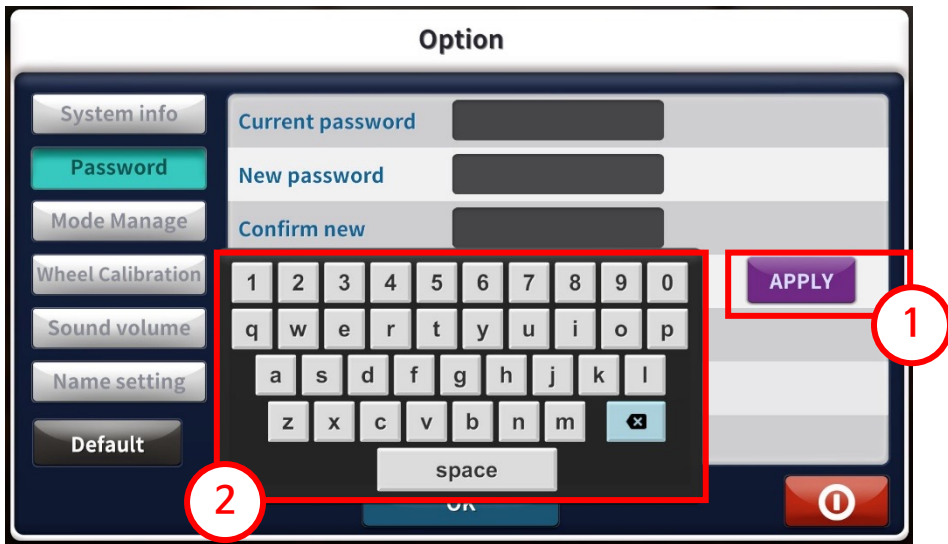 Option
System info
Password
Mode Manage
Wheel Calibration
Sound volume
Name setting
Default
Current password
New password
Confirm new
1 2 3 4 5 6 7 8 9 0
q w e r t y u i o p
a s d f g h j k l
z x c v b n m
space
APPLY
1
2
OK